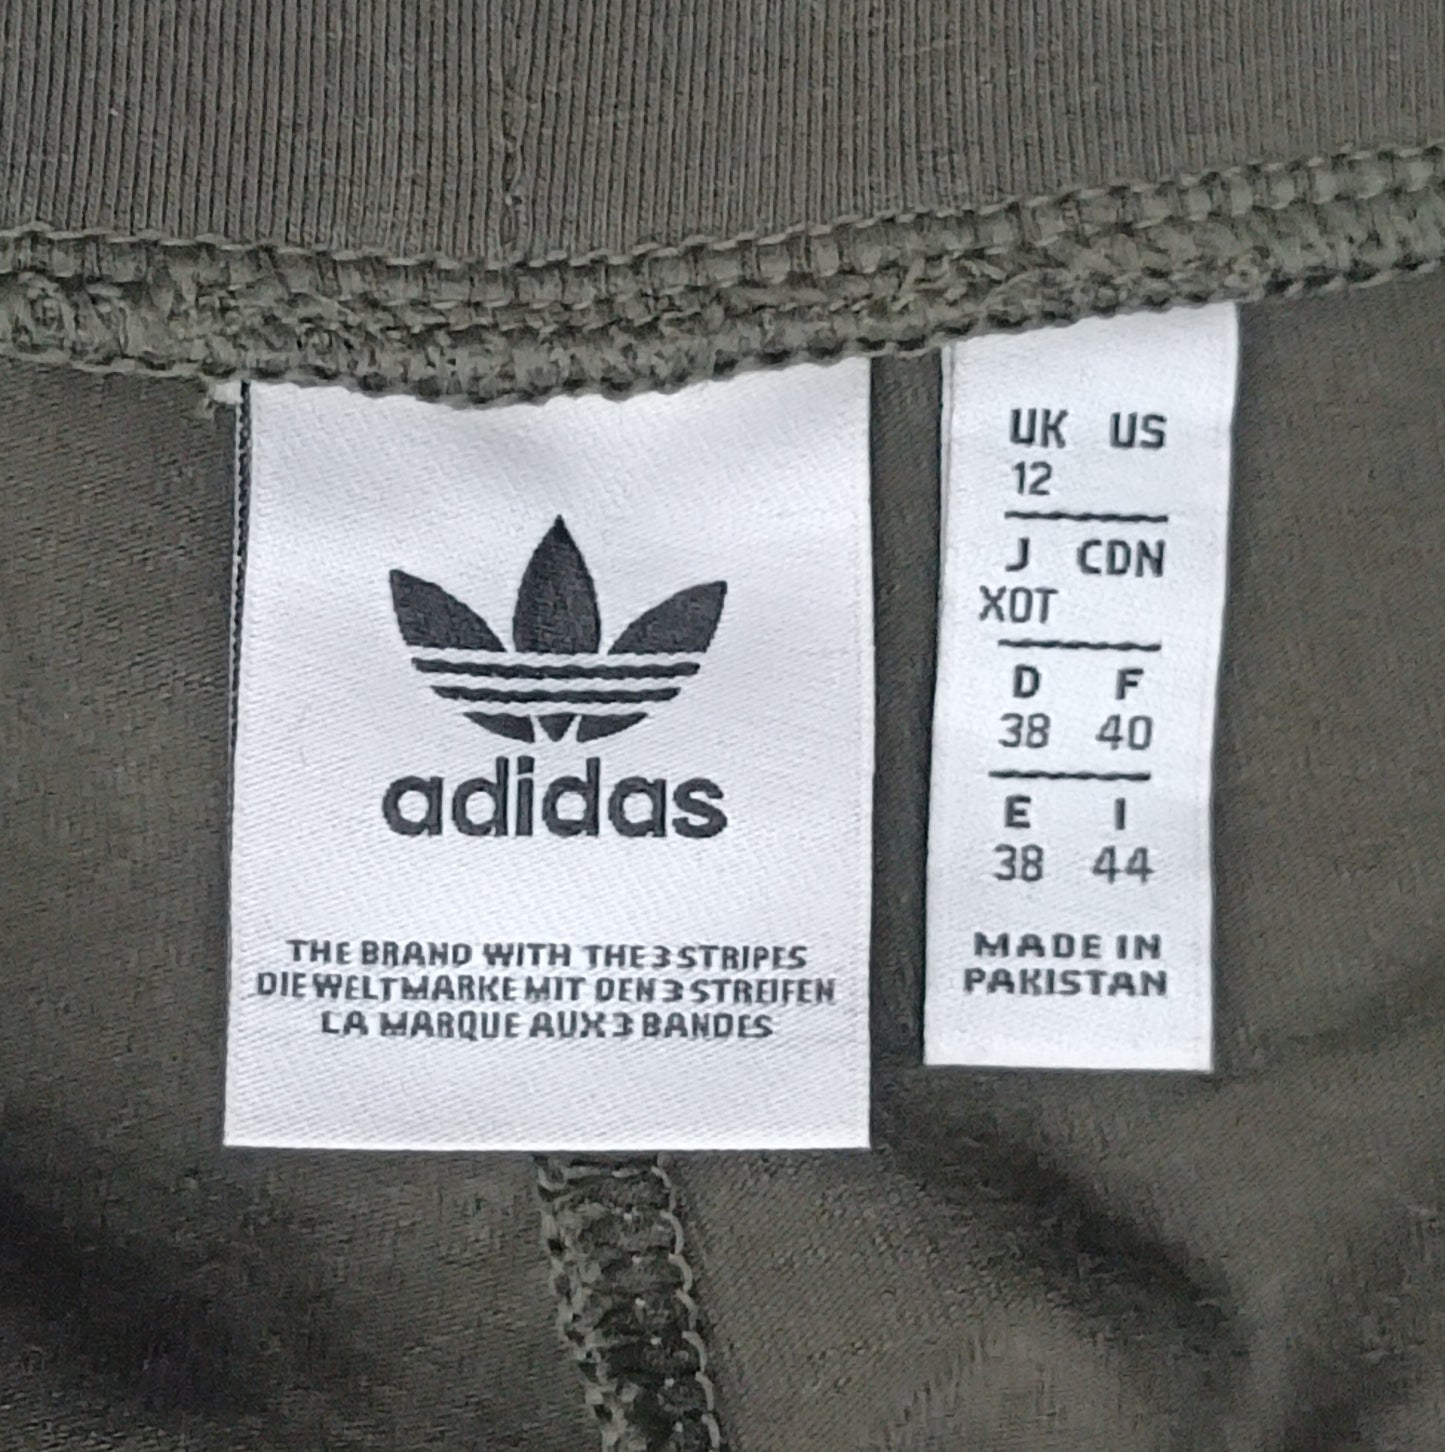 adidas
THE BRAND WITH THE 3 STRIPES
DIE WELTMARKE MIT DEN 3 STREIFEN
LA MARQUE AUX 3 BANDES
UK US
12
J CDN
XOT
D F
38 40
E I
38 44
MADE IN
PAKISTAN